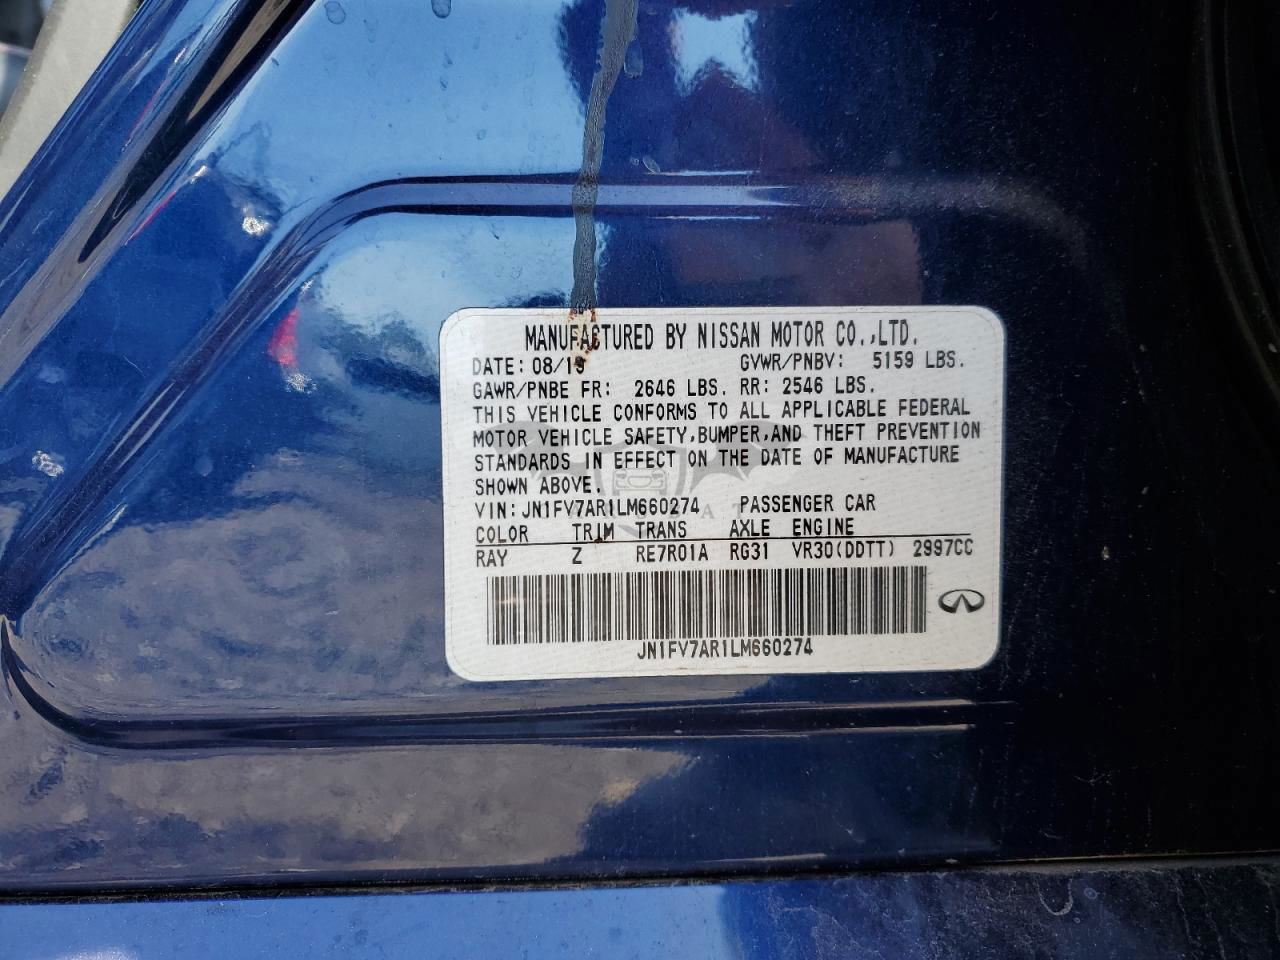 MANUFACTURED BY NISSAN MOTOR CO.,LTD.
DATE: 08/19 GVWR/PNBV: 5159 LBS.
GAWR/PNBE FR: 2646 LBS. RR: 2546 LBS.
THIS VEHICLE CONFORMS TO ALL APPLICABLE FEDERAL
MOTOR VEHICLE SAFETY,BUMPER,AND THEFT PREVENTION
STANDARDS IN EFFECT ON THE DATE OF MANUFACTURE
SHOWN ABOVE.
VIN: JN1FV7AR1LM660274 PASSENGER CAR
COLOR TRIM TRANS AXLE ENGINE
RAY Z RE7R01A RG31 VR30(DDTT) 2997CC
JN1FV7AR1LM660274